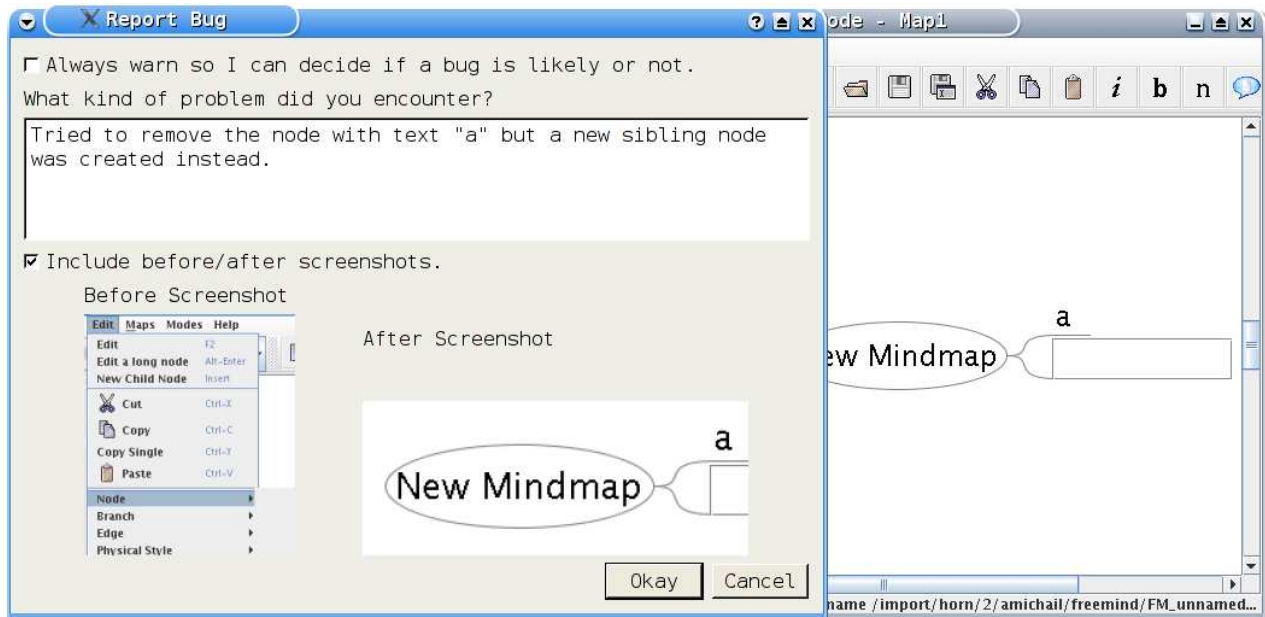 Report Bug
?
ode - Map1
Always warn so I can decide if a bug is likely or not.
What kind of problem did you encounter?
Tried to remove the node with text "a" but a new sibling node
was created instead.
Include before/after screenshots.
Before Screenshot
Edit Maps Modes Help
Edit F2
Edit a long node Alt-Enter
New Child Node Insert
Cut Ctrl-X
Copy Ctrl-C
Copy Single Ctrl-Y
Paste Ctrl-V
Node
Branch
Edge
Physical Style
After Screenshot
New Mindmap
a
Okay Cancel
i b n
ew Mindmap
a
name /import/horn/2/amichail/freemind/FM_unnamed...